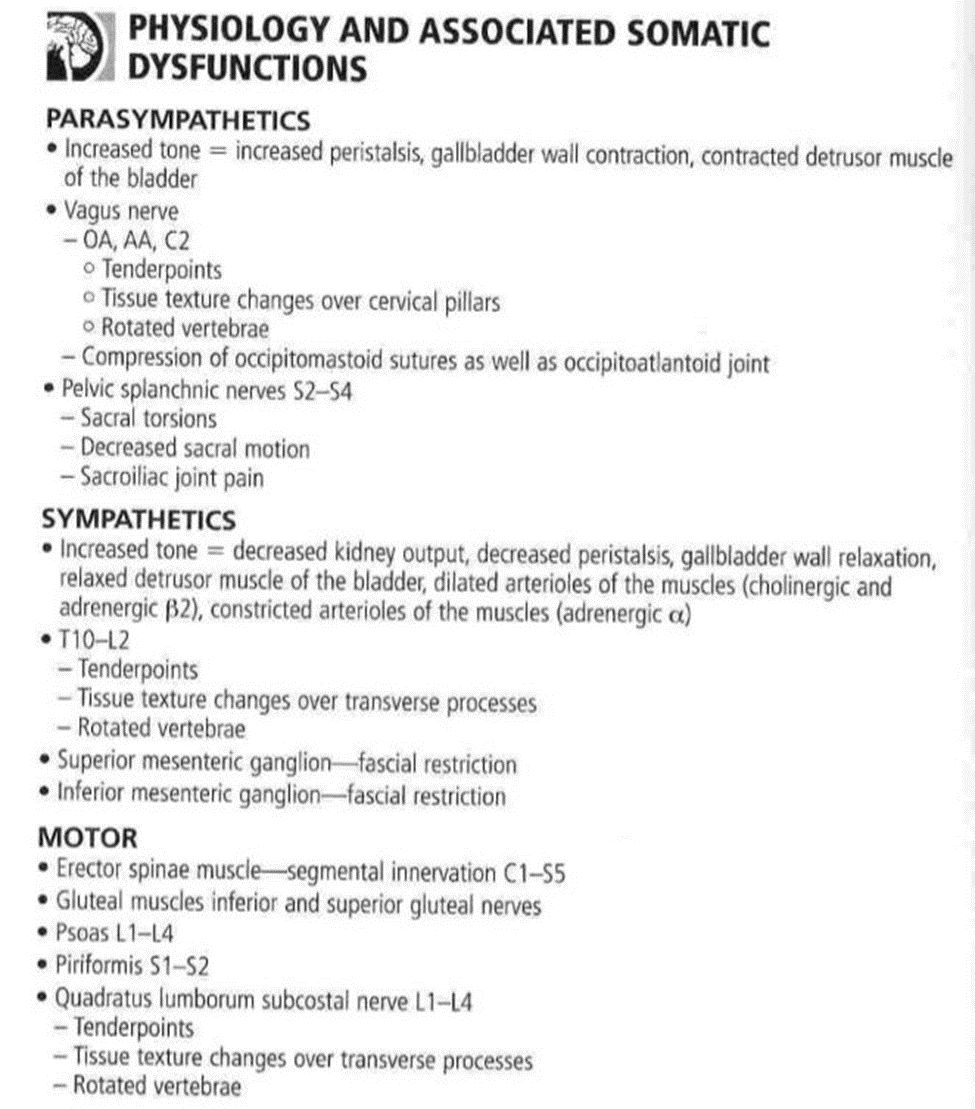 PHYSIOLOGY AND ASSOCIATED SOMATIC
DYSFUNCTIONS
PARASYMPATHETICS
• Increased tone = increased peristalsis, gallbladder wall contraction, contracted detrusor muscle
of the bladder
• Vagus nerve
– OA, AA, C2
○ Tenderpoints
○ Tissue texture changes over cervical pillars
○ Rotated vertebrae
– Compression of occipitomastoid sutures as well as occipitoatlantoid joint
• Pelvic splanchnic nerves S2–S4
– Sacral torsions
– Decreased sacral motion
– Sacroiliac joint pain
SYMPATHETICS
• Increased tone = decreased kidney output, decreased peristalsis, gallbladder wall relaxation,
relaxed detrusor muscle of the bladder, dilated arterioles of the muscles (cholinergic and
adrenergic β2), constricted arterioles of the muscles (adrenergic α)
• T10–L2
– Tenderpoints
– Tissue texture changes over transverse processes
– Rotated vertebrae
• Superior mesenteric ganglion—fascial restriction
• Inferior mesenteric ganglion—fascial restriction
MOTOR
• Erector spinae muscle—segmental innervation C1–S5
• Gluteal muscles inferior and superior gluteal nerves
• Psoas L1–L4
• Piriformis S1–S2
• Quadratus lumborum subcostal nerve L1–L4
– Tenderpoints
– Tissue texture changes over transverse processes
– Rotated vertebrae